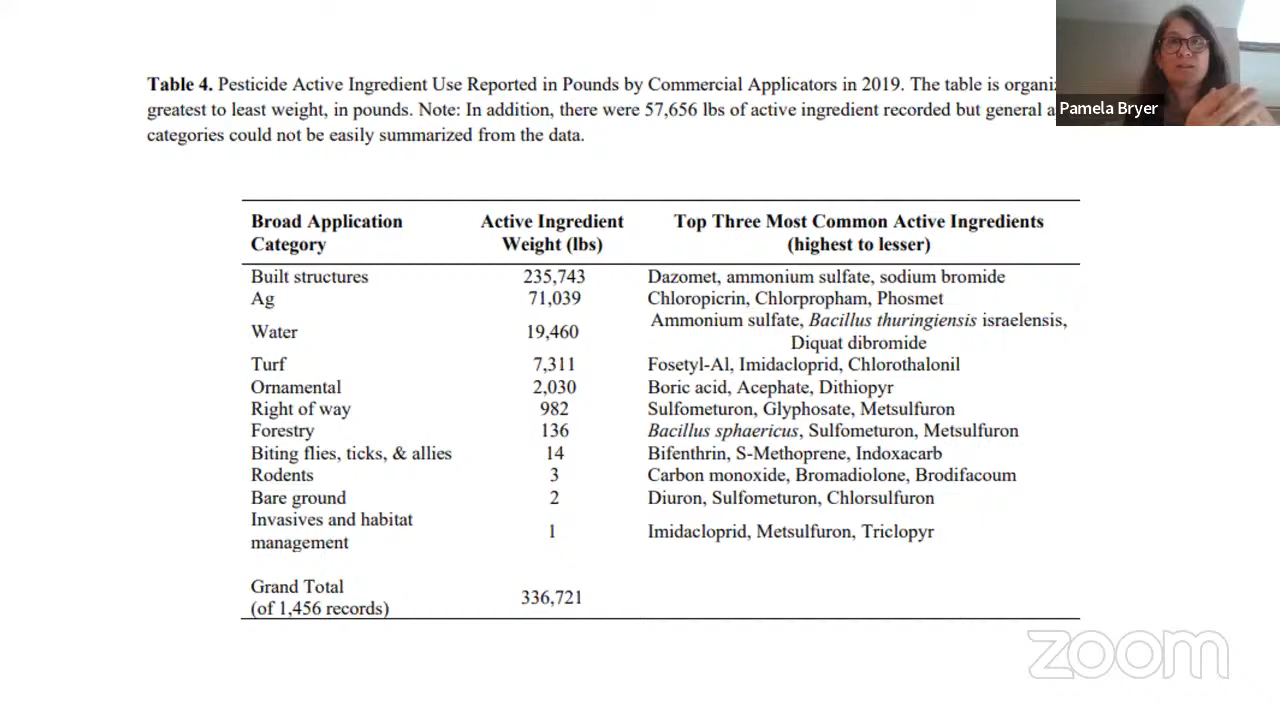 Table 4. Pesticide Active Ingredient Use Reported in Pounds by Commercial Applicators in 2019. The table is
greatest to least weight, in pounds. Note: In addition, there were 57,656 lbs of active ingredient recorded but general
categories could not be easily summarized from the data.
Pamela Bryer
Broad Application Category
Active Ingredient Weight (lbs)
Top Three Most Common Active Ingredients (highest to lesser)
Built structures 235,743 Dazomet, ammonium sulfate, sodium bromide
Ag 71,039 Chloropicrin, Chlorpropham, Phosmet
Water 19,460 Ammonium sulfate, Bacillus thuringiensis israelensis, Diquat dibromide
Turf 7,311 Fosetyl-Al, Imidacloprid, Chlorothalonil
Ornamental 2,030 Boric acid, Acephate, Dithiopyr
Right of way 982 Sulfometuron, Glyphosate, Metsulfuron
Forestry 136 Bacillus sphaericus, Sulfometuron, Metsulfuron
Biting flies, ticks, & allies 14 Bifenthrin, S-Methoprene, Indoxacarb
Rodents 3 Carbon monoxide, Bromadiolone, Brodifacoum
Bare ground 2 Diuron, Sulfometuron, Chlorsulfuron
Invasives and habitat management 1 Imidacloprid, Metsulfuron, Triclopyr
Grand Total
(of 1,456 records) 336,721
zoom